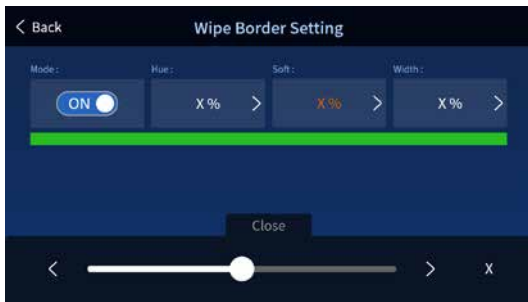 < Back Wipe Border Setting
Mode : Hue : Soft : Width :
ON X % > X % > X % >
Close
< > X